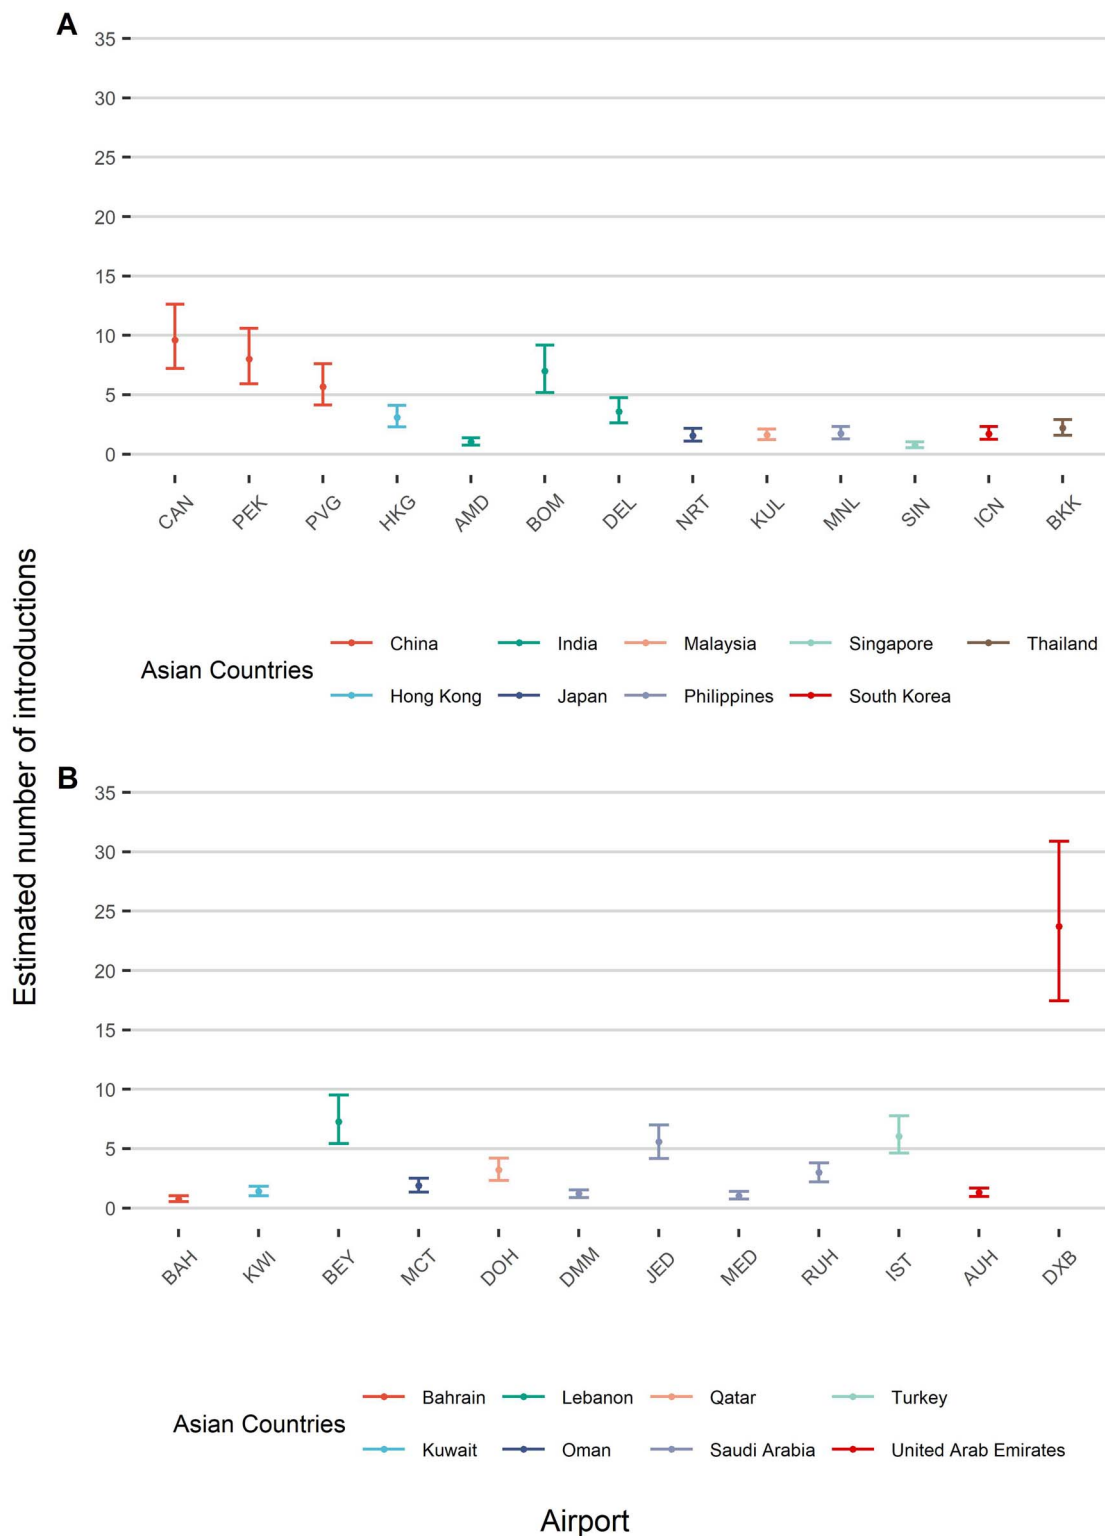 A
35
30
25
20
15
10
5
0
CAN PEK PVG HKG AMD BOM DEL NRT KUL MNL SIN ICN BKK
Asian Countries
China India Malaysia Singapore Thailand
Hong Kong Japan Philippines South Korea
Estimated number of introductions
B
35
30
25
20
15
10
5
0
BAH KWI BEY MCT DOH DMM JED MED RUH IST AUH DXB
Asian Countries
Bahrain Lebanon Qatar Turkey
Kuwait Oman Saudi Arabia United Arab Emirates
Airport